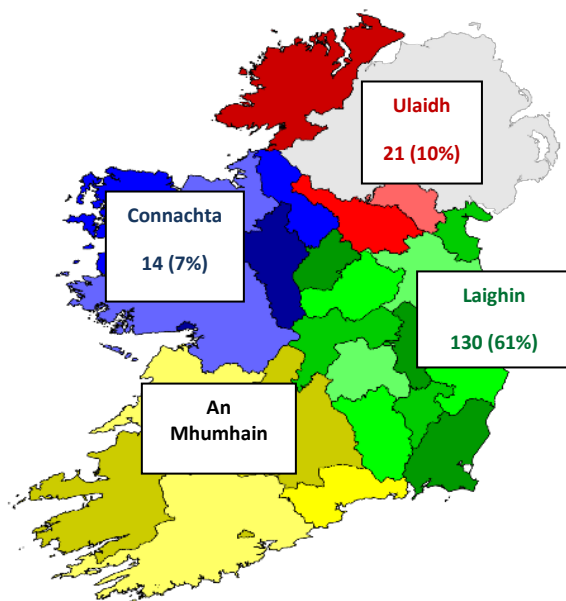 Ulaidh
21 (10%)
Connachta
14 (7%)
Laighin
130 (61%)
An
Mhumhain